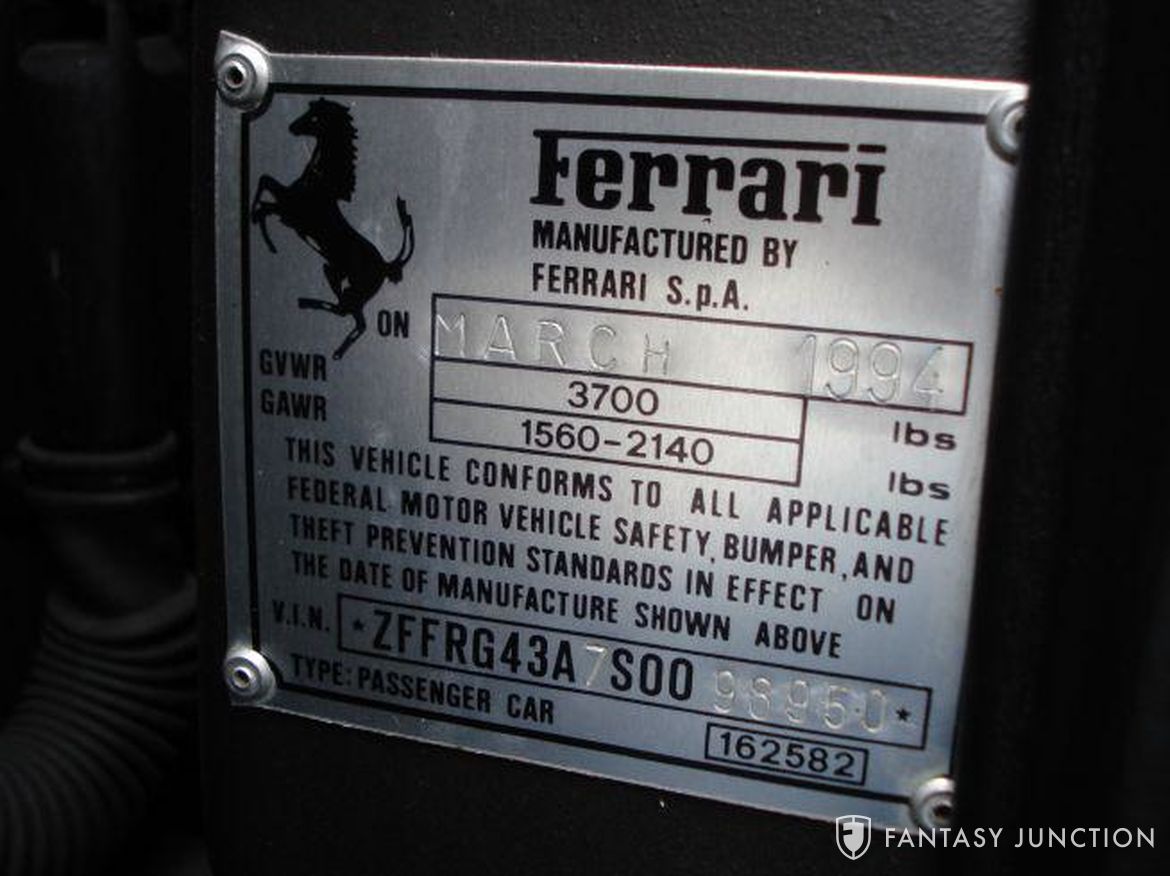 Ferrari
MANUFACTURED BY
FERRARI S.p.A.
ON MARCH 1994
GVWR 3700 lbs
GAWR 1560-2140 lbs
THIS VEHICLE CONFORMS TO ALL APPLICABLE
FEDERAL MOTOR VEHICLE SAFETY, BUMPER, AND
THEFT PREVENTION STANDARDS IN EFFECT ON
THE DATE OF MANUFACTURE SHOWN ABOVE
V.I.N. *ZFFRG43A7S0098950*
TYPE: PASSENGER CAR
162582
FANTASY JUNCTION